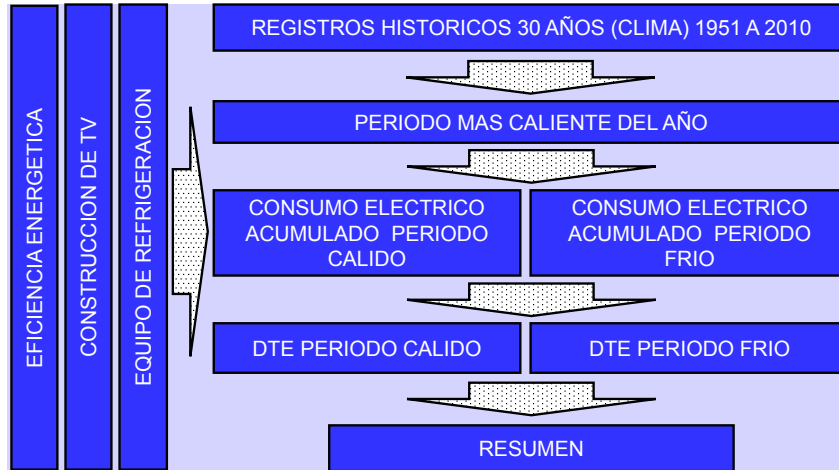 EFICIENCIA ENERGETICA
CONSTRUCCION DE TV
EQUIPO DE REFRIGERACION
REGISTROS HISTORICOS 30 AÑOS (CLIMA) 1951 A 2010
PERIODO MAS CALIENTE DEL AÑO
CONSUMO ELECTRICO
ACUMULADO PERIODO
CALIDO
CONSUMO ELECTRICO
ACUMULADO PERIODO
FRIO
DTE PERIODO CALIDO
DTE PERIODO FRIO
RESUMEN